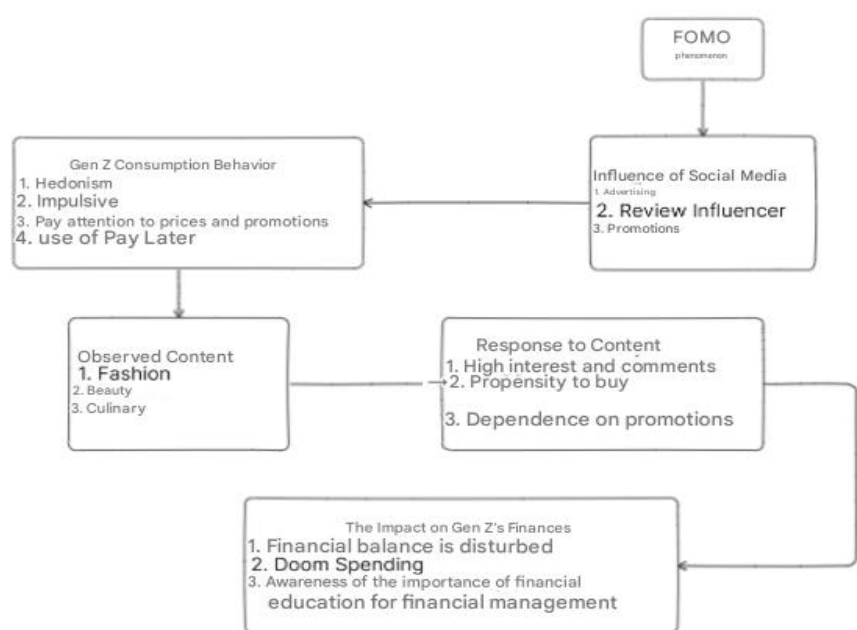 FOMO
phenomenon
Influence of Social Media
1. Advertising
2. Review Influencer
3. Promotions
Gen Z Consumption Behavior
1. Hedonism
2. Impulsive
3. Pay attention to prices and promotions
4. use of Pay Later
Observed Content
1. Fashion
2. Beauty
3. Culinary
Response to Content
1. High interest and comments
2. Propensity to buy
3. Dependence on promotions
The Impact on Gen Z's Finances
1. Financial balance is disturbed
2. Doom Spending
3. Awareness of the importance of financial
education for financial management